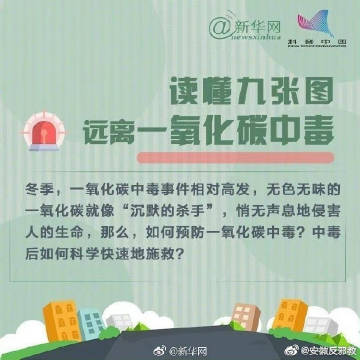 @新华网
newsxinhua
科普中国
读懂九张图
远离一氧化碳中毒
冬季，一氧化碳中毒事件相对高发，无色无味的
一氧化碳就像“沉默的杀手”，悄无声息地侵害
人的生命，那么，如何预防一氧化碳中毒？中毒
后如何科学快速地施救？
@新华网
@安徽反邪教